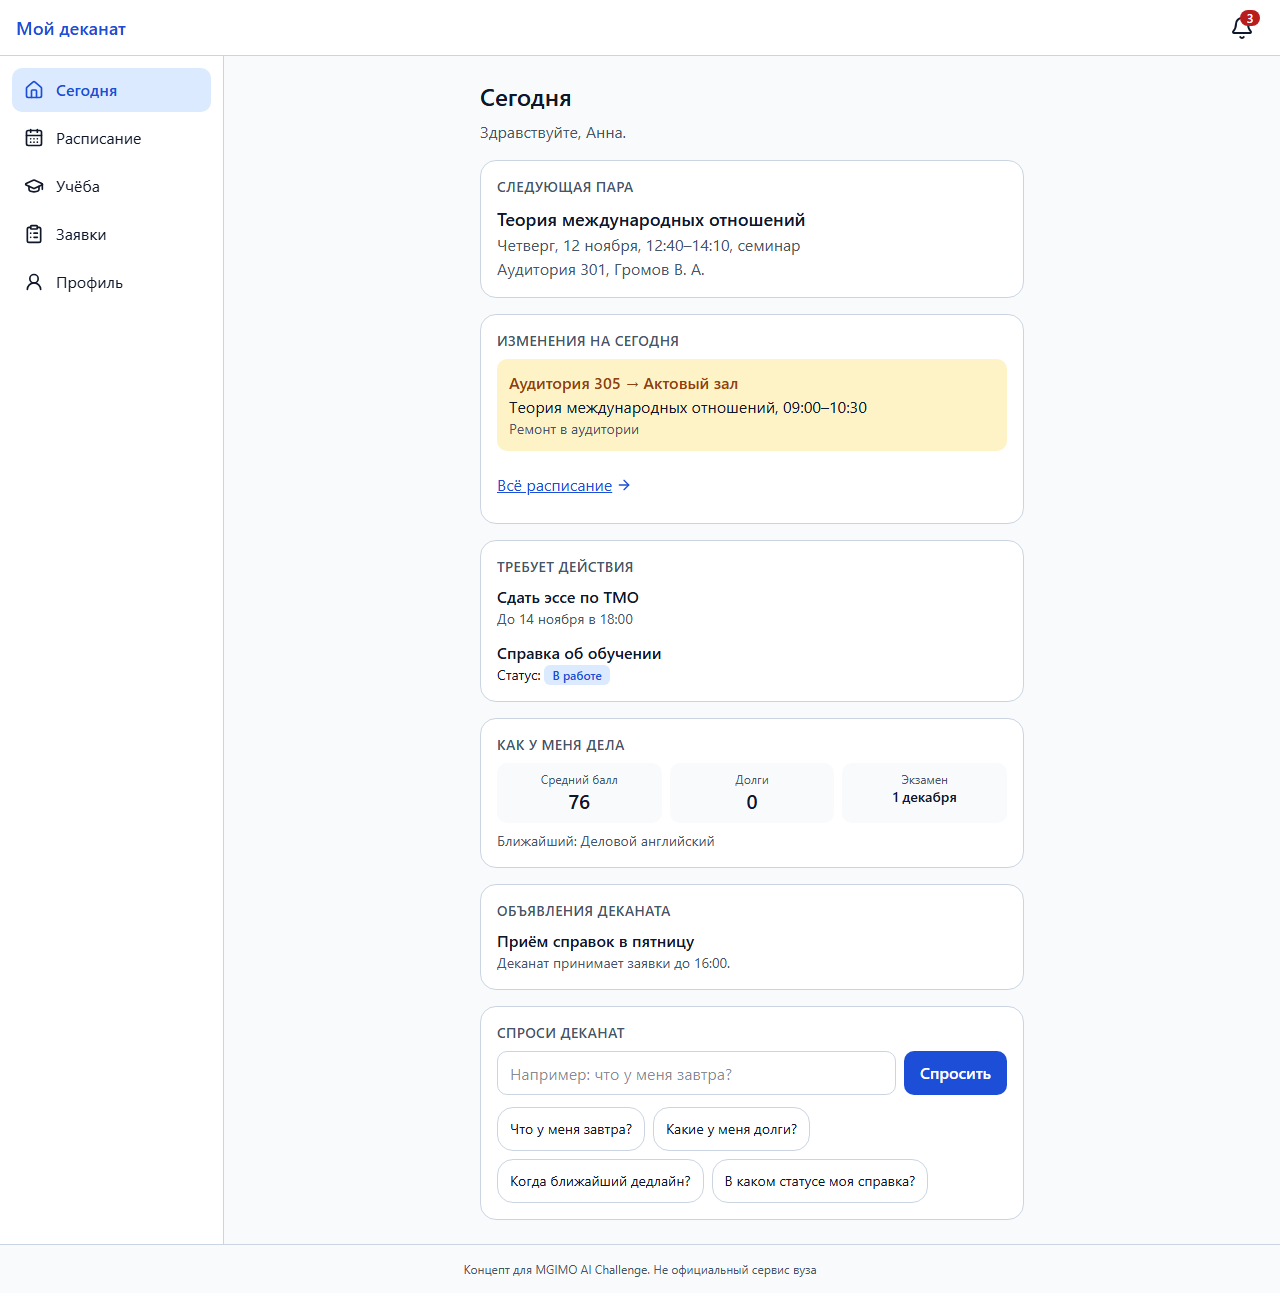 Мой деканат
3
Сегодня
Расписание
Учёба
Заявки
Профиль
Сегодня
Здравствуйте, Анна.
СЛЕДУЮЩАЯ ПАРА
Теория международных отношений
Четверг, 12 ноября, 12:40–14:10, семинар
Аудитория 301, Громов В. А.
ИЗМЕНЕНИЯ НА СЕГОДНЯ
Аудитория 305 → Актовый зал
Теория международных отношений, 09:00–10:30
Ремонт в аудитории
Всё расписание →
ТРЕБУЕТ ДЕЙСТВИЯ
Сдать эссе по ТМО
До 14 ноября в 18:00
Справка об обучении
Статус: В работе
КАК У МЕНЯ ДЕЛА
Средний балл
76
Долги
0
Экзамен
1 декабря
Ближайший: Деловой английский
ОБЪЯВЛЕНИЯ ДЕКАНАТА
Приём справок в пятницу
Деканат принимает заявки до 16:00.
СПРОСИ ДЕКАНАТ
Например: что у меня завтра?
Спросить
Что у меня завтра?
Какие у меня долги?
Когда ближайший дедлайн?
В каком статусе моя справка?
Концепт для MGIMO AI Challenge. Не официальный сервис вуза